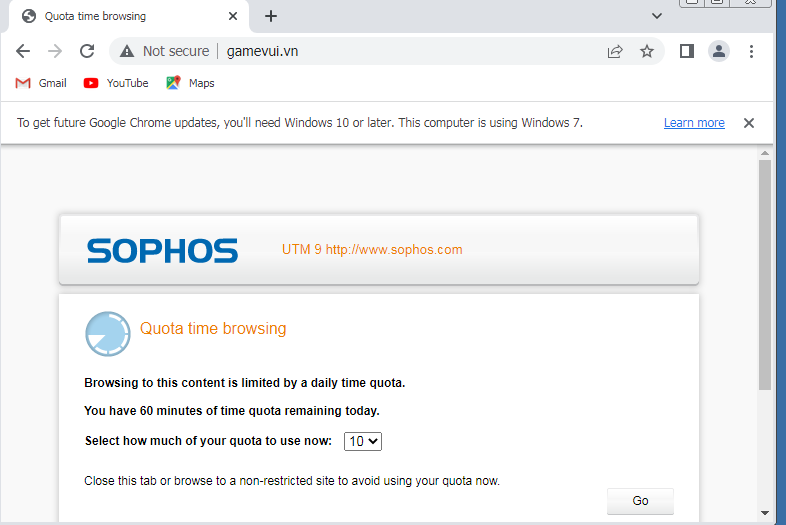 Quota time browsing
Not secure gamevui.vn
Gmail YouTube Maps
To get future Google Chrome updates, you'll need Windows 10 or later. This computer is using Windows 7. Learn more
SOPHOS UTM 9 http://www.sophos.com
Quota time browsing
Browsing to this content is limited by a daily time quota.
You have 60 minutes of time quota remaining today.
Select how much of your quota to use now: 10
Close this tab or browse to a non-restricted site to avoid using your quota now.
Go